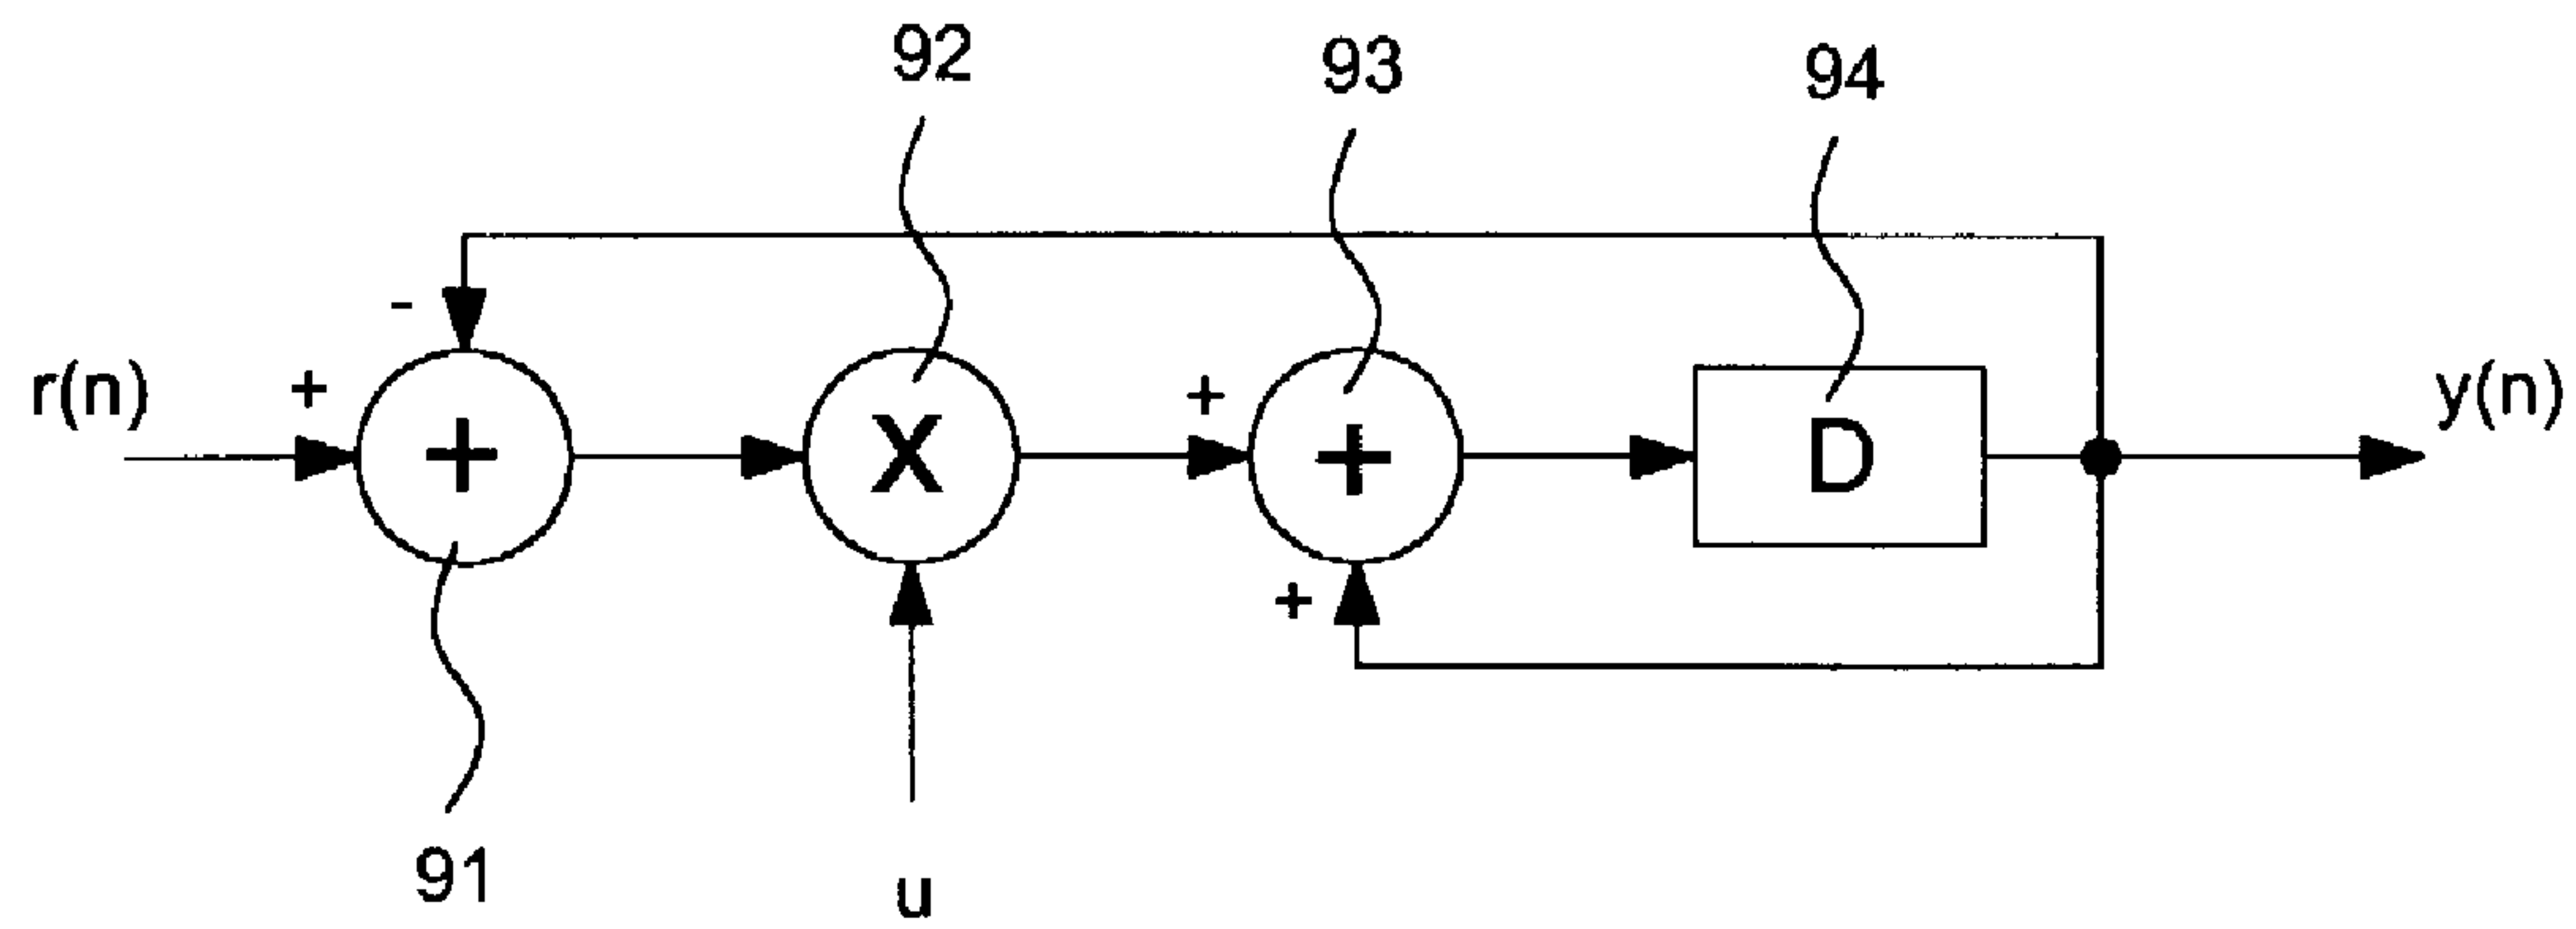 92
93
94
-
r(n)
+
+
X
+
+
D
y(n)
+
91
u